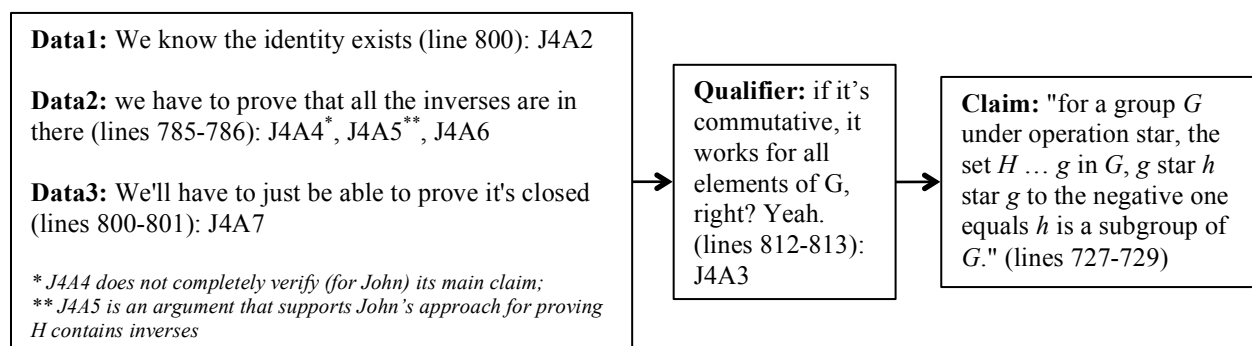 Data1: We know the identity exists (line 800): J4A2
Data2: we have to prove that all the inverses are in
there (lines 785-786): J4A4*, J4A5**, J4A6
Data3: We'll have to just be able to prove it's closed
(lines 800-801): J4A7
* J4A4 does not completely verify (for John) its main claim;
** J4A5 is an argument that supports John’s approach for proving
H contains inverses
Qualifier: if it’s
commutative, it
works for all
elements of G,
right? Yeah.
(lines 812-813):
J4A3
Claim: "for a group G
under operation star, the
set H … g in G, g star h
star g to the negative one
equals h is a subgroup of
G." (lines 727-729)